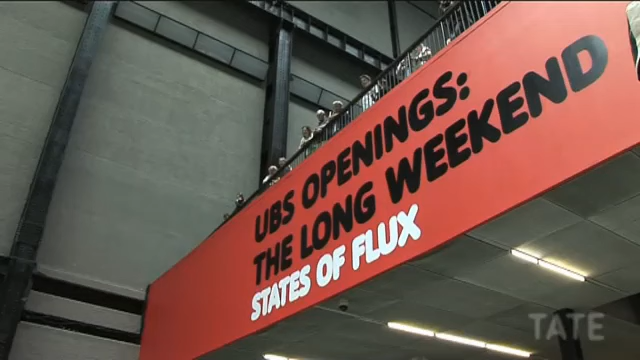 UBS OPENINGS:
THE LONG WEEKEND
STATES OF FLUX
TATE